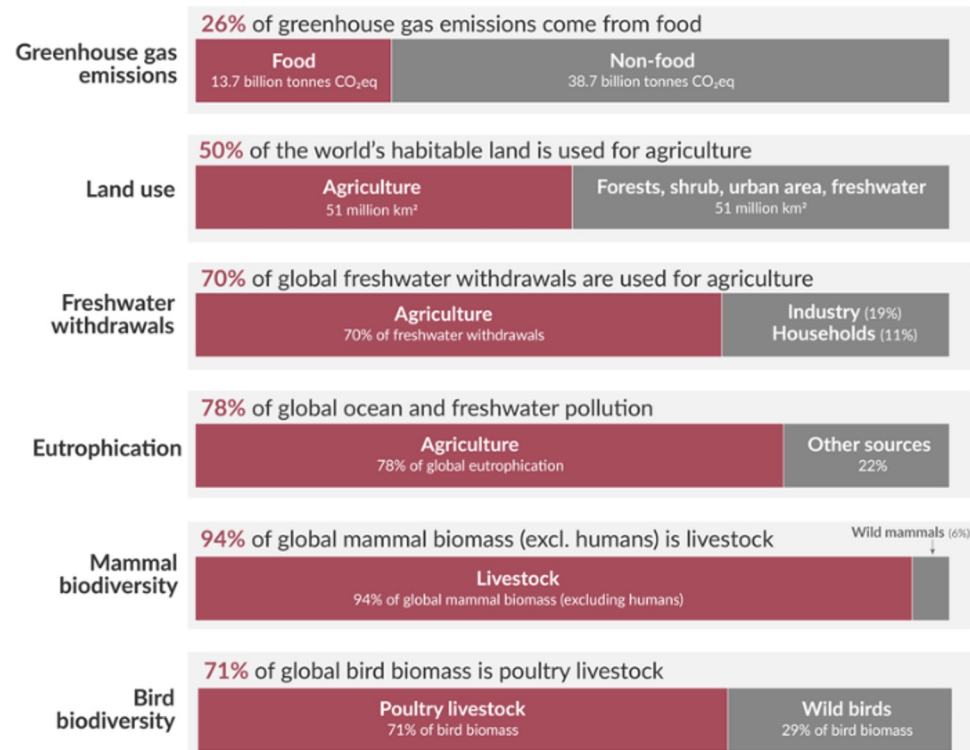 26% of greenhouse gas emissions come from food
Greenhouse gas
emissions
Food
13.7 billion tonnes CO₂eq
Non-food
38.7 billion tonnes CO₂eq
50% of the world's habitable land is used for agriculture
Land use
Agriculture
51 million km²
Forests, shrub, urban area, freshwater
51 million km²
70% of global freshwater withdrawals are used for agriculture
Freshwater
withdrawals
Agriculture
70% of freshwater withdrawals
Industry (19%)
Households (11%)
78% of global ocean and freshwater pollution
Eutrophication
Agriculture
78% of global eutrophication
Other sources
22%
94% of global mammal biomass (excl. humans) is livestock
Wild mammals (6%)
Mammal
biodiversity
Livestock
94% of global mammal biomass (excluding humans)
71% of global bird biomass is poultry livestock
Bird
biodiversity
Poultry livestock
71% of bird biomass
Wild birds
29% of bird biomass